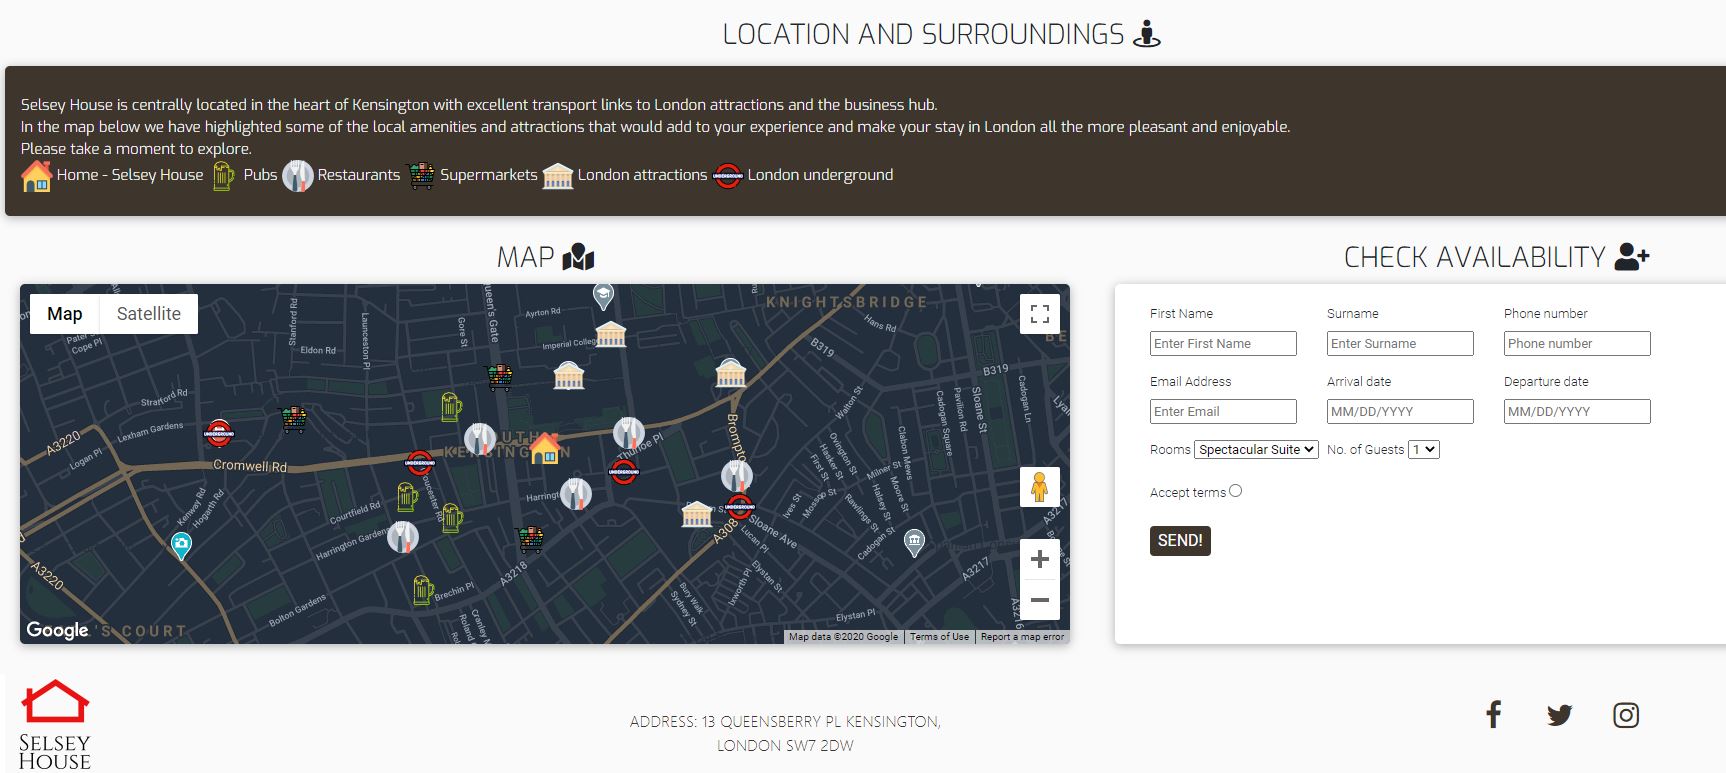 LOCATION AND SURROUNDINGS
Selsey House is centrally located in the heart of Kensington with excellent transport links to London attractions and the business hub.
In the map below we have highlighted some of the local amenities and attractions that would add to your experience and make your stay in London all the more pleasant and enjoyable.
Please take a moment to explore.
Home - Selsey House Pubs Restaurants Supermarkets London attractions UNDERGROUND London underground
MAP
Map Satellite
KNIGHTSBRIDGE
BE
Cope Pl
Stanford Rd
Launceston Pl
Gore St
Queen's Gate
Ayrton Rd
Imperial College
Hans Rd
B319
B319
Eldon Rd
Stratford Rd
Lexham Gardens
A3220
Logan Pl
Cromwell Rd
UNDERGROUND
UNDERGROUND
UNDERGROUND
UNDERGROUND
Thurloe Pl
Brompto
Walton St
Cadogan Square
Pavilion Rd
Sloane St
Cadogan Ln
Ovington St
Hasker St
First St
Clabon Mews
Milner St
Moore St
Halsey St
Rawlings St
Cadogan St
Mossop St
Ives St
Kenway Rd
Hogarth Rd
Courtfield Rd
Harrington Gardens
Harring
A308
Sloane Ave
Lucan Pl
Elystan St
Ixworth Pl
Bury Walk
Sydney St
Elystan Pl
A3217
A3217
A3216
A3218
Brechin Pl
Bolton Gardens
Cranley M
Roland
A3220
'S COURT
Google
Map data ©2020 Google Terms of Use Report a map error
CHECK AVAILABILITY
First Name Surname Phone number
Enter First Name Enter Surname Phone number
Email Address Arrival date Departure date
Enter Email MM/DD/YYYY MM/DD/YYYY
Rooms Spectacular Suite No. of Guests 1
Accept terms
SEND!
SELSEY
HOUSE
ADDRESS: 13 QUEENSBERRY PL KENSINGTON,
LONDON SW7 2DW